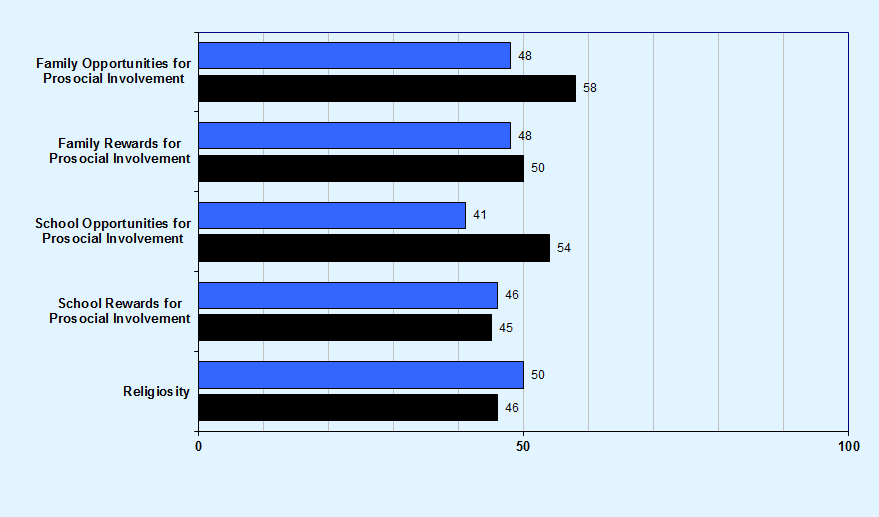 Family Opportunities for
Prosocial Involvement
48
58
Family Rewards for
Prosocial Involvement
48
50
School Opportunities for
Prosocial Involvement
41
54
School Rewards for
Prosocial Involvement
46
45
Religiosity
50
46
0 50 100